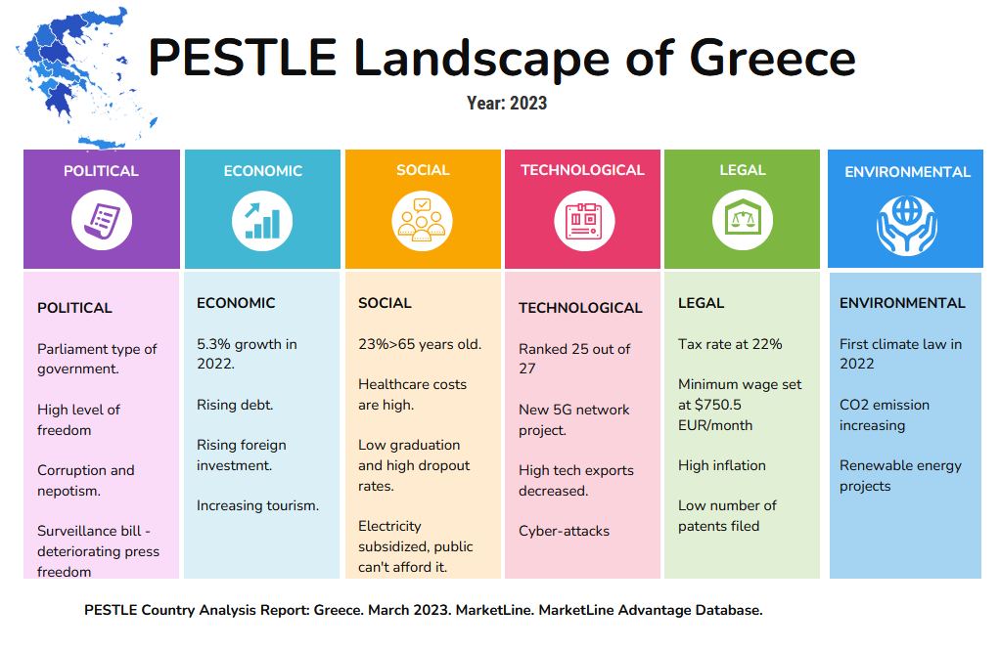 PESTLE Landscape of Greece
Year: 2023
POLITICAL
ECONOMIC
SOCIAL
TECHNOLOGICAL
LEGAL
ENVIRONMENTAL
POLITICAL
Parliament type of
government.
High level of
freedom
Corruption and
nepotism.
Surveillance bill -
deteriorating press
freedom
ECONOMIC
5.3% growth in
2022.
Rising debt.
Rising foreign
investment.
Increasing tourism.
SOCIAL
23%>65 years old.
Healthcare costs
are high.
Low graduation
and high dropout
rates.
Electricity
subsidized, public
can't afford it.
TECHNOLOGICAL
Ranked 25 out of
27
New 5G network
project.
High tech exports
decreased.
Cyber-attacks
LEGAL
Tax rate at 22%
Minimum wage set
at $750.5
EUR/month
High inflation
Low number of
patents filed
ENVIRONMENTAL
First climate law in
2022
CO2 emission
increasing
Renewable energy
projects
PESTLE Country Analysis Report: Greece. March 2023. MarketLine. MarketLine Advantage Database.